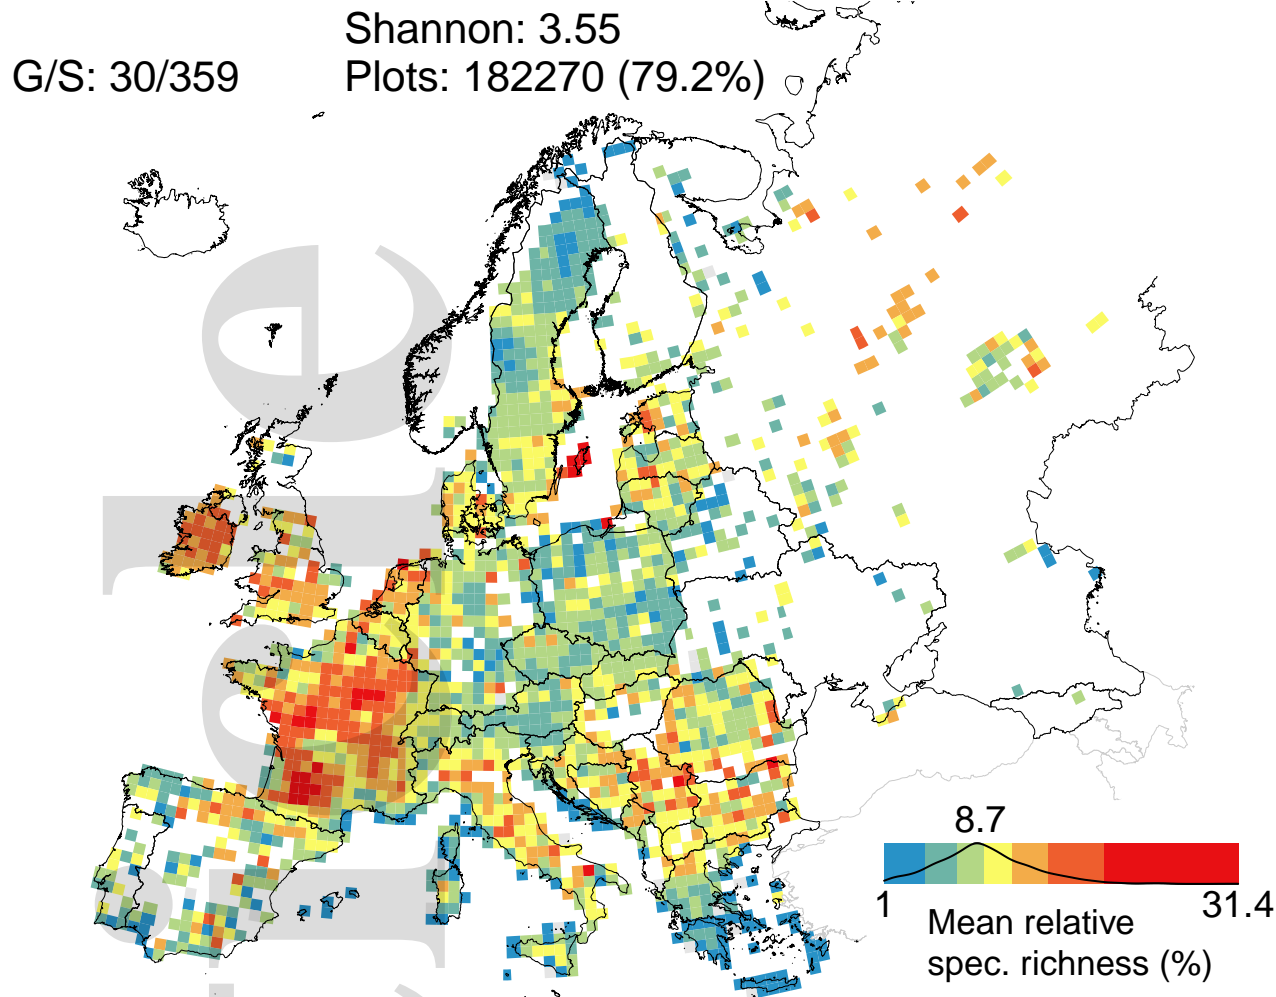 Shannon: 3.55
G/S: 30/359
Plots: 182270 (79.2%)
8.7
1
31.4
Mean relative
spec. richness (%)